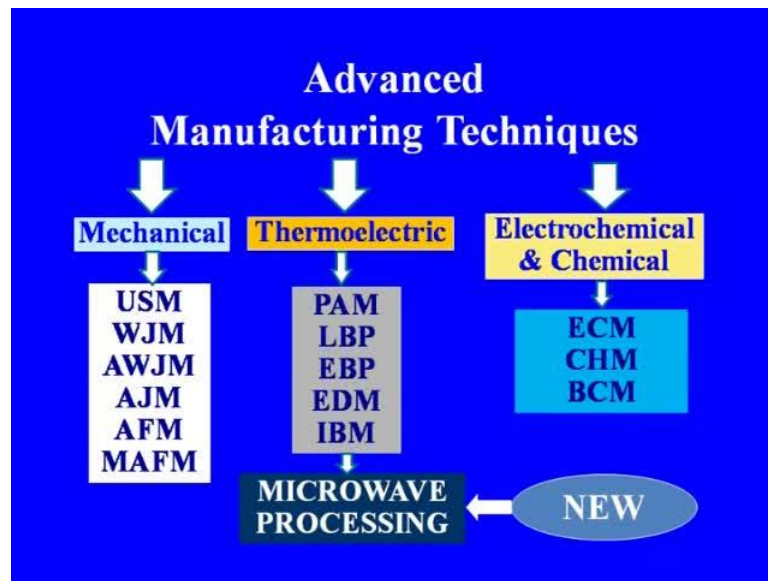 Advanced
Manufacturing Techniques
Mechanical
USM
WJM
AWJM
AJM
AFM
MAFM
Thermoelectric
PAM
LBP
EBP
EDM
IBM
MICROWAVE
PROCESSING
NEW
Electrochemical
& Chemical
ECM
CHM
BCM